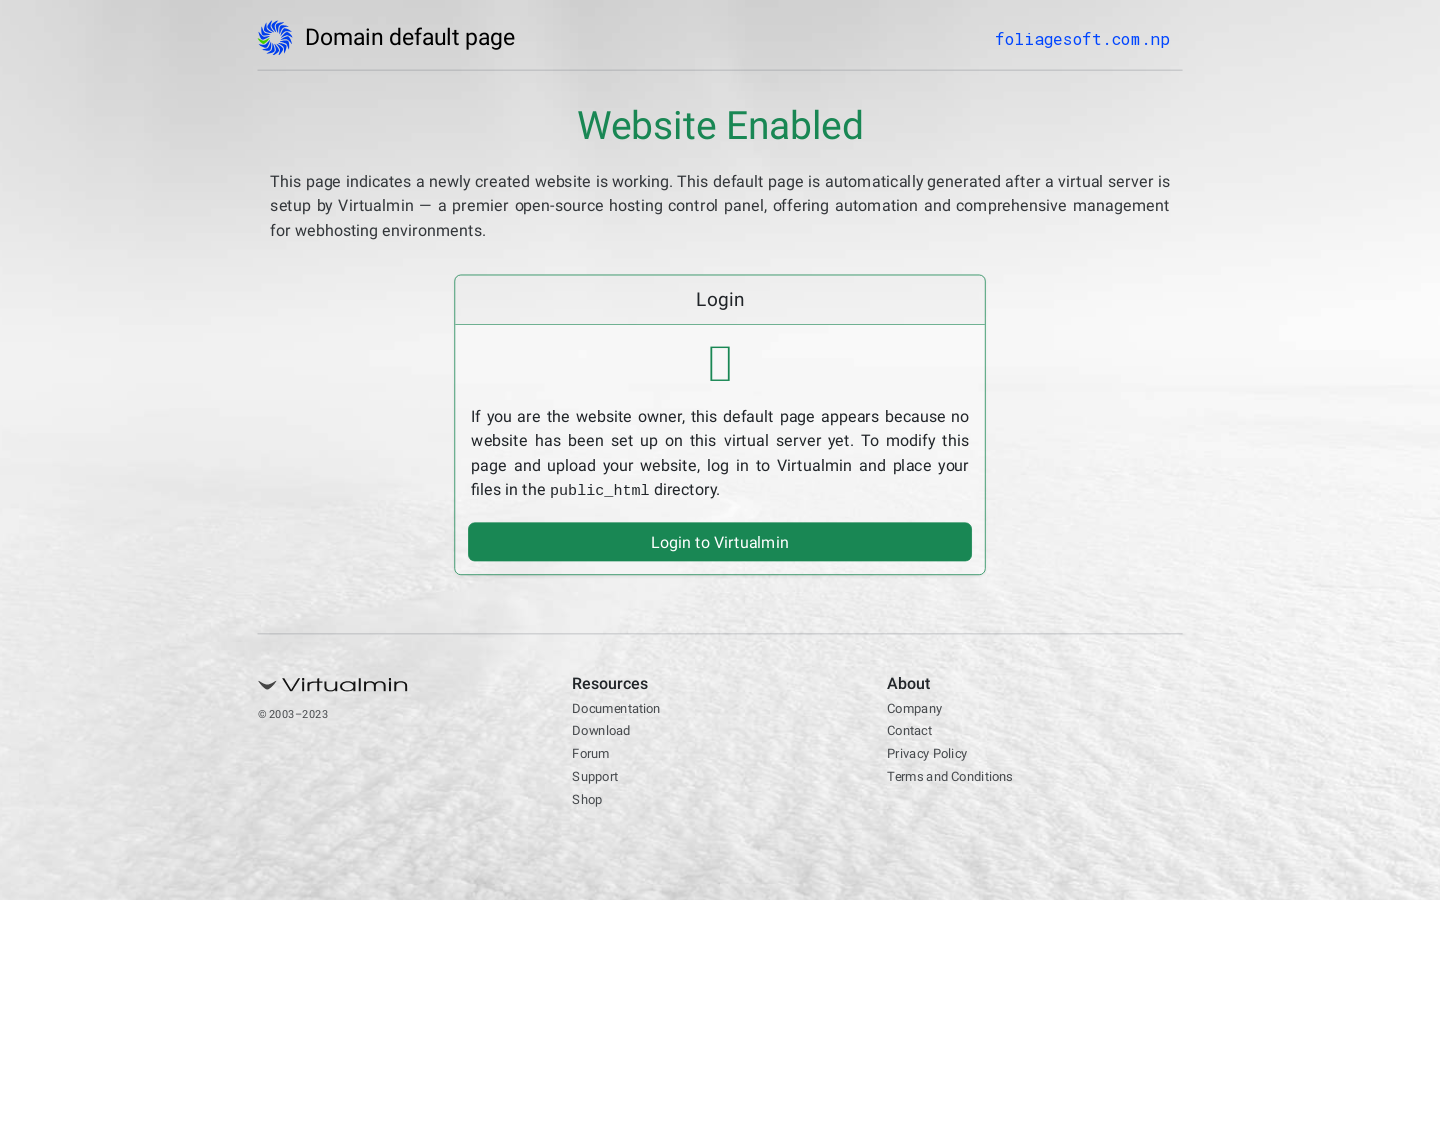 Domain default page
foliagesoft.com.np
Website Enabled
This page indicates a newly created website is working. This default page is automatically generated after a virtual server is
setup by Virtualmin — a premier open-source hosting control panel, offering automation and comprehensive management
for webhosting environments.
Login
If you are the website owner, this default page appears because no
website has been set up on this virtual server yet. To modify this
page and upload your website, log in to Virtualmin and place your
files in the public_html directory.
Login to Virtualmin
Virtualmin
© 2003–2023
Resources
Documentation
Download
Forum
Support
Shop
About
Company
Contact
Privacy Policy
Terms and Conditions